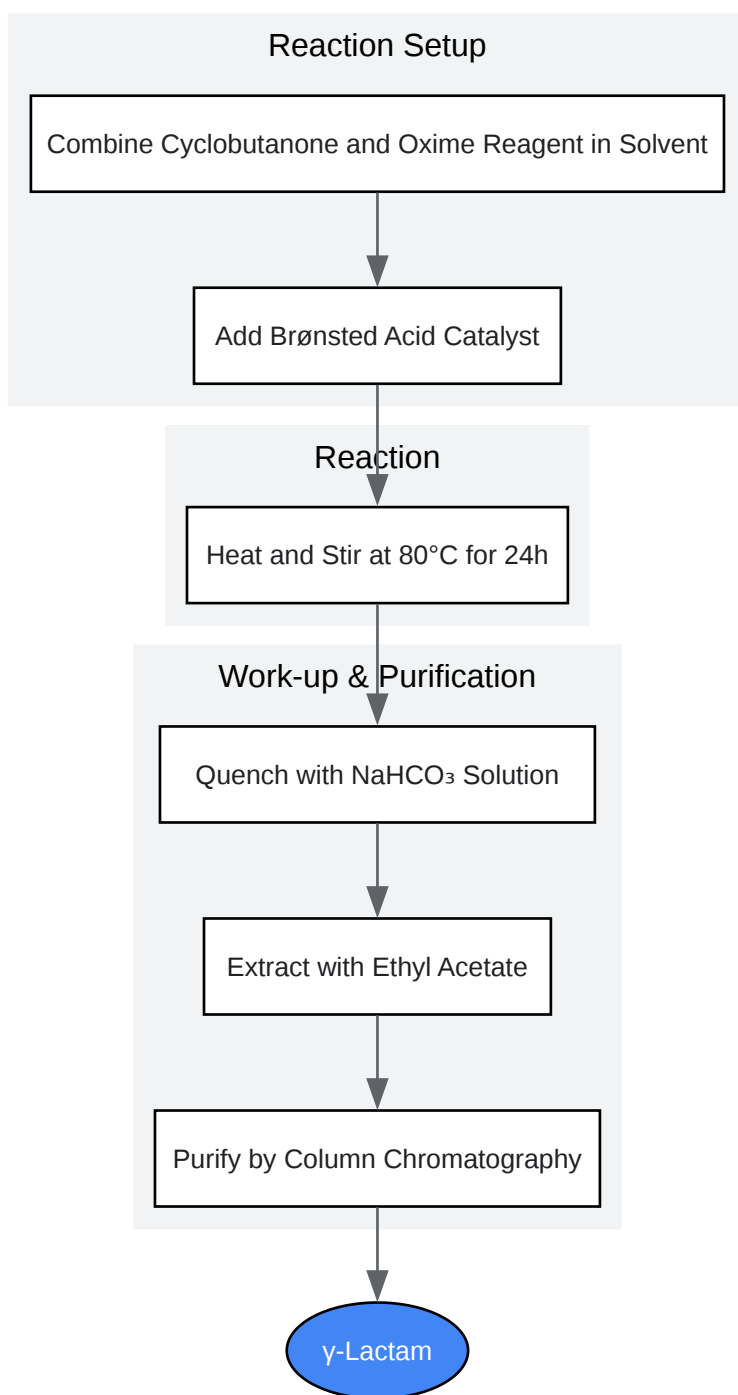 Reaction Setup
Combine Cyclobutanone and Oxime Reagent in Solvent
Add Brønsted Acid Catalyst
Reaction
Heat and Stir at 80°C for 24h
Work-up & Purification
Quench with NaHCO₃ Solution
Extract with Ethyl Acetate
Purify by Column Chromatography
γ-Lactam